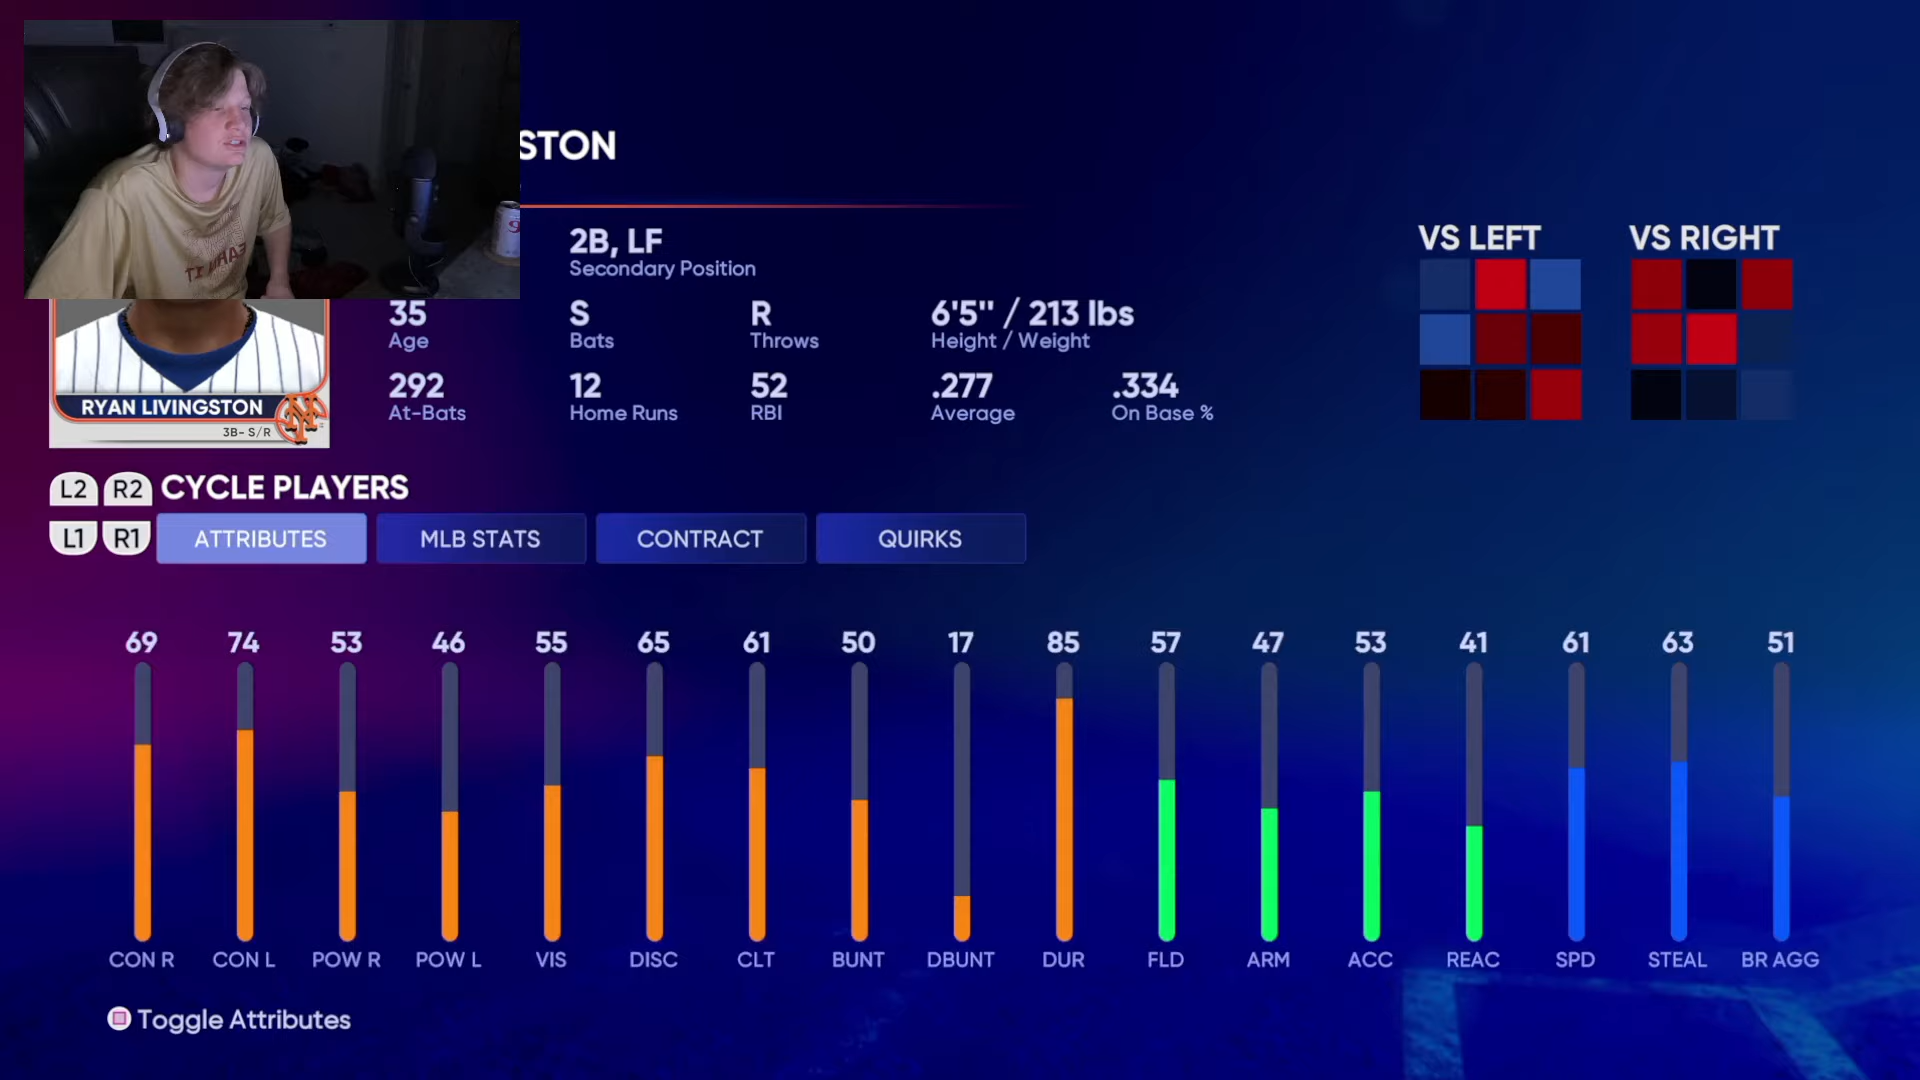 STON
2B, LF
Secondary Position
35
Age
S
Bats
R
Throws
6'5'' / 213 lbs
Height / Weight
292
At-Bats
12
Home Runs
52
RBI
.277
Average
.334
On Base %
VS LEFT
VS RIGHT
RYAN LIVINGSTON
3B- S/R
L2 R2 CYCLE PLAYERS
L1 R1 ATTRIBUTES MLB STATS CONTRACT QUIRKS
69 74 53 46 55 65 61 50 17 85 57 47 53 41 61 63 51
CON R CON L POW R POW L VIS DISC CLT BUNT DBUNT DUR FLD ARM ACC REAC SPD STEAL BR AGG
Toggle Attributes